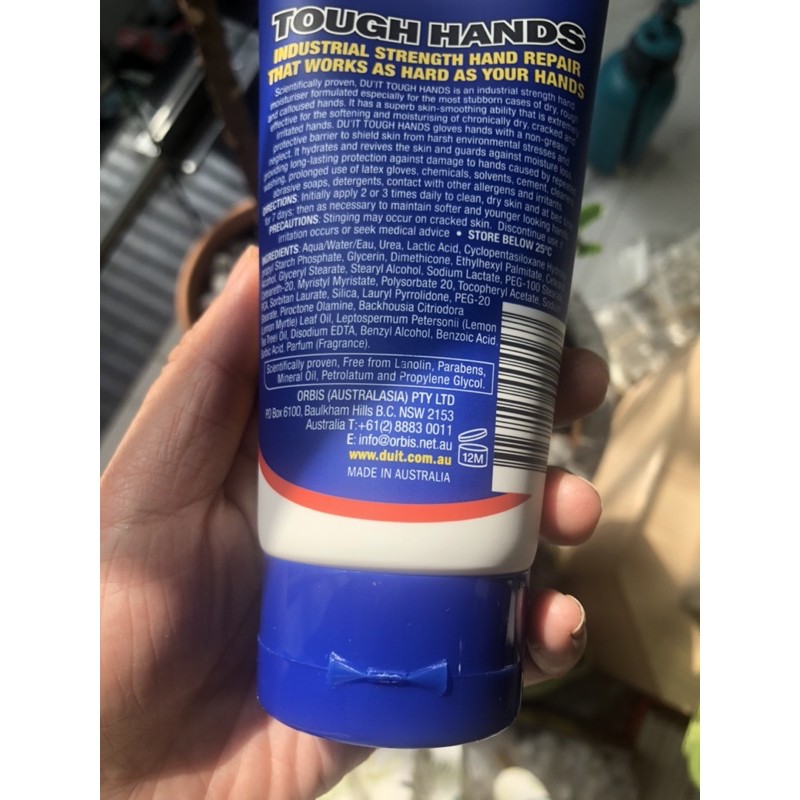 TOUGH HANDS
INDUSTRIAL STRENGTH HAND REPAIR
THAT WORKS AS HARD AS YOUR HANDS
Scientifically proven, DU'IT TOUGH HANDS is an industrial strength hand
moisturiser formulated especially for the most stubborn cases of dry, rough
and calloused hands. It has a superb skin-smoothing ability that is extremely
effective for the softening and moisturising of chronically dry, cracked and
irritated hands. DU'IT TOUGH HANDS gloves hands with a non-greasy
protective barrier to shield skin from harsh environmental stresses and
neglect. It hydrates and revives the skin and guards against moisture loss,
providing long-lasting protection against damage to hands caused by repeated
washing, prolonged use of latex gloves, chemicals, solvents, cement, cleaning
abrasive soaps, detergents, contact with other allergens and irritants.
DIRECTIONS: Initially apply 2 or 3 times daily to clean, dry skin and at bed
for 7 days; then as necessary to maintain softer and younger looking hands.
PRECAUTIONS: Stinging may occur on cracked skin. Discontinue use if
irritation occurs or seek medical advice • STORE BELOW 25°C
INGREDIENTS: Aqua/Water/Eau, Urea, Lactic Acid, Cyclopentasiloxane
Starch Phosphate, Glycerin, Dimethicone, Ethylhexyl Palmitate,
Alcohol, Glyceryl Stearate, Stearyl Alcohol, Sodium Lactate, PEG-100
Ceteareth-20, Myristyl Myristate, Polysorbate 20, Tocopheryl Acetate, Sodium
PCA, Sorbitan Laurate, Silica, Lauryl Pyrrolidone, PEG-20
Piroctone Olamine, Backhousia Citriodora
(Lemon Myrtle) Leaf Oil, Leptospermum Petersonii (Lemon
Tea Tree) Oil, Disodium EDTA, Benzyl Alcohol, Benzoic Acid
Acid, Parfum (Fragrance).
Scientifically proven, Free from Lanolin, Parabens,
Mineral Oil, Petrolatum and Propylene Glycol.
ORBIS (AUSTRALASIA) PTY LTD
PO Box 6100, Baulkham Hills B.C. NSW 2153
Australia T:+61(2) 8883 0011
E: info@orbis.net.au
www.duit.com.au
12M
MADE IN AUSTRALIA